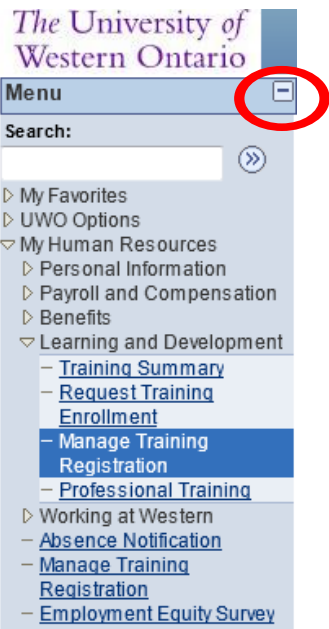 The University of
Western Ontario
Menu
Search:
My Favorites
UWO Options
My Human Resources
Personal Information
Payroll and Compensation
Benefits
Learning and Development
– Training Summary
– Request Training
Enrollment
– Manage Training
Registration
– Professional Training
Working at Western
– Absence Notification
– Manage Training
Registration
– Employment Equity Survey